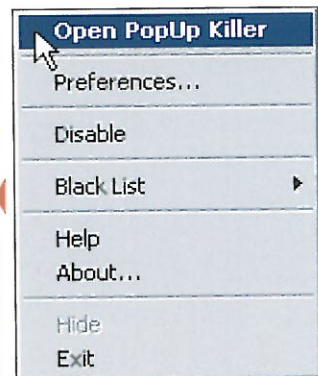 Open PopUp Killer
Preferences...
Disable
Black List
Help
About...
Hide
Exit